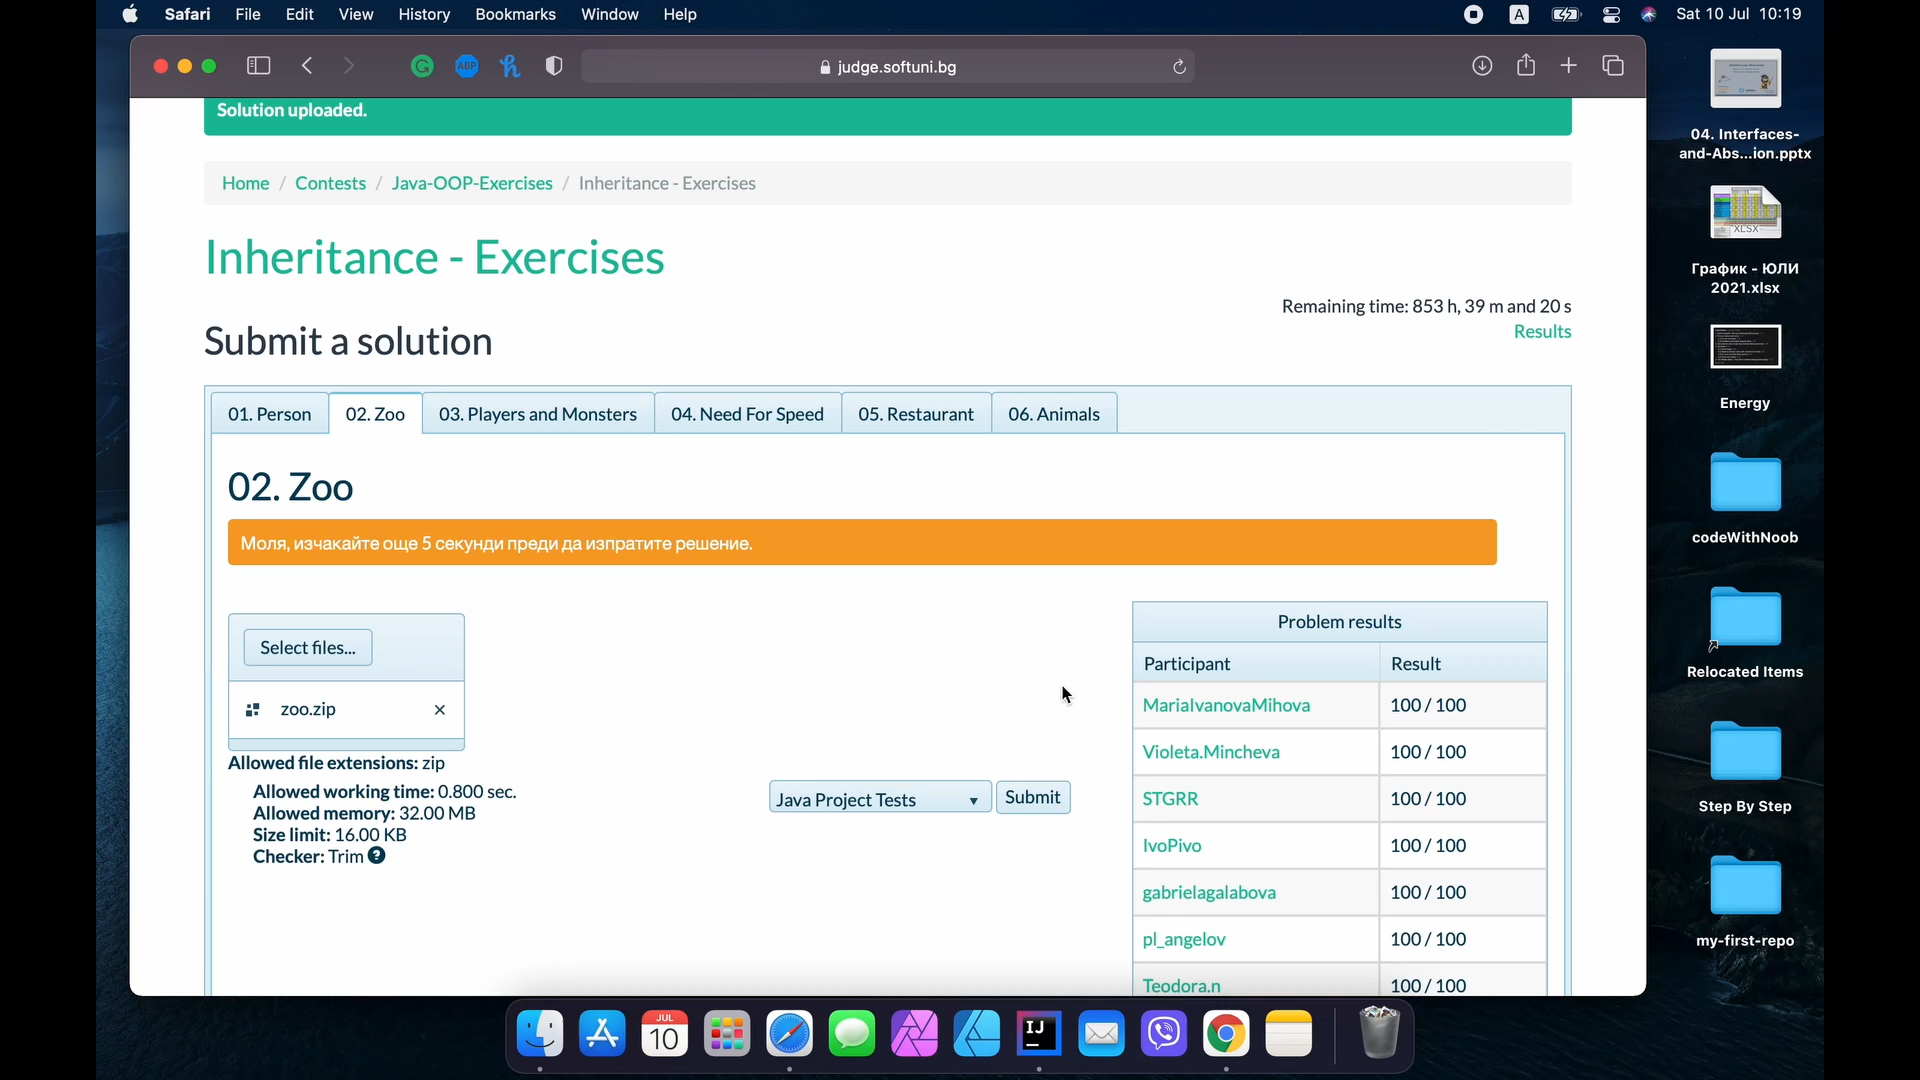 Safari File Edit View History Bookmarks Window Help
A Sat 10 Jul 10:19
ABP judge.softuni.bg
Solution uploaded.
Home / Contests / Java-OOP-Exercises / Inheritance - Exercises
Inheritance - Exercises
Remaining time: 853 h, 39 m and 20 s
Results
Submit a solution
01. Person 02. Zoo 03. Players and Monsters 04. Need For Speed 05. Restaurant 06. Animals
02. Zoo
Моля, изчакайте още 5 секунди преди да изпратите решение.
Select files...
zoo.zip
Allowed file extensions: zip
Allowed working time: 0.800 sec.
Allowed memory: 32.00 MB
Size limit: 16.00 KB
Checker: Trim ?
Java Project Tests Submit
Problem results
Participant Result
MariaIvanovaMihova 100 / 100
Violeta.Mincheva 100 / 100
STGRR 100 / 100
IvoPivo 100 / 100
gabrielagalabova 100 / 100
pl_angelov 100 / 100
Teodora.n 100 / 100
04. Interfaces-
and-Abs...ion.pptx
XLSX
График - ЮЛИ
2021.xlsx
Energy
codeWithNoob
Relocated Items
Step By Step
my-first-repo
JUL
10
IJ